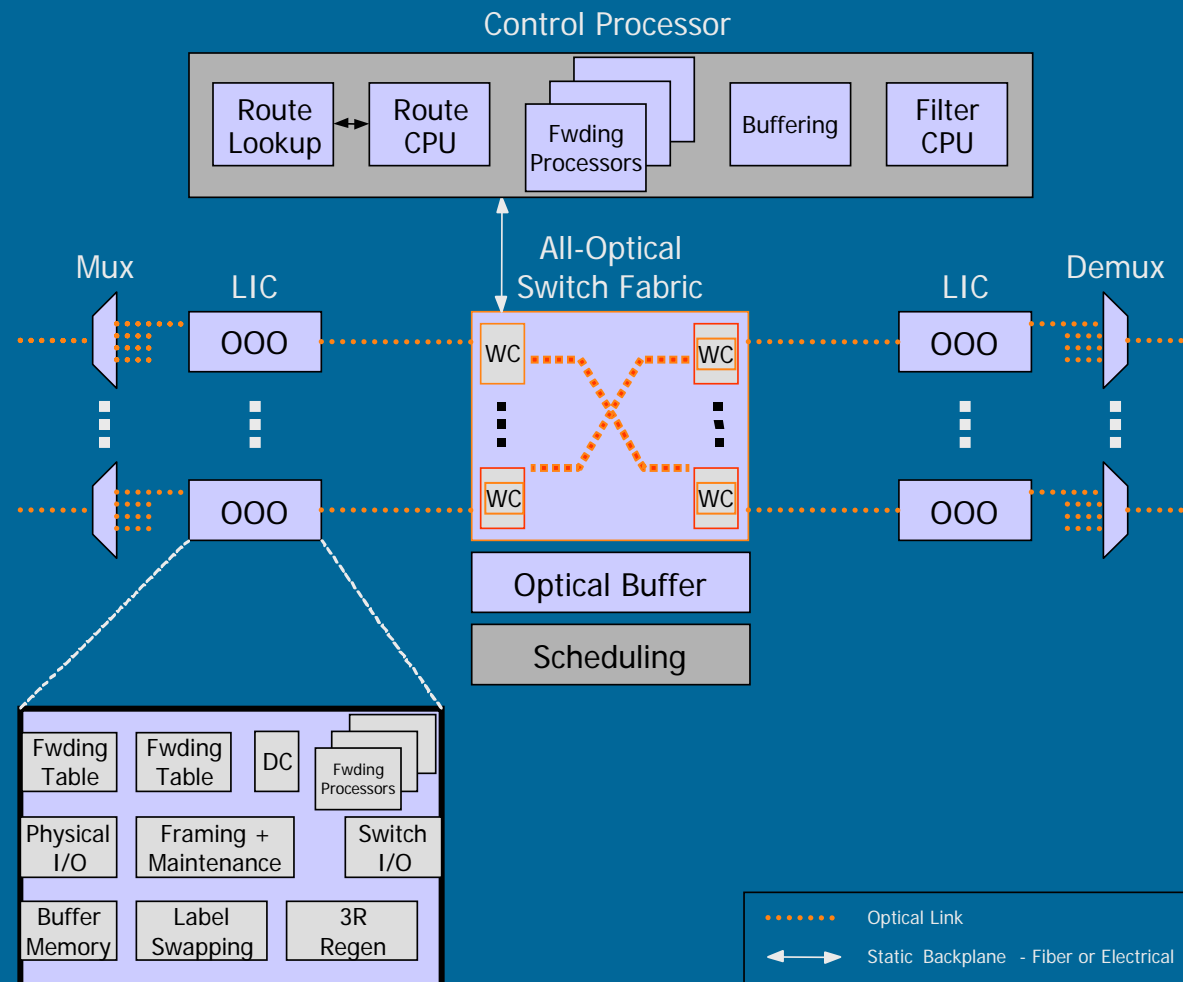 Control Processor
Route
Lookup
Route
CPU
Fwding
Processors
Buffering
Filter
CPU
All-Optical
Switch Fabric
Mux
LIC
LIC
Demux
OOO
WC
WC
OOO
OOO
WC
WC
OOO
Optical Buffer
Scheduling
Fwding
Table
Fwding
Table
DC
Fwding
Processors
Physical
I/O
Framing +
Maintenance
Switch
I/O
Buffer
Memory
Label
Swapping
3R
Regen
Optical Link
Static Backplane - Fiber or Electrical